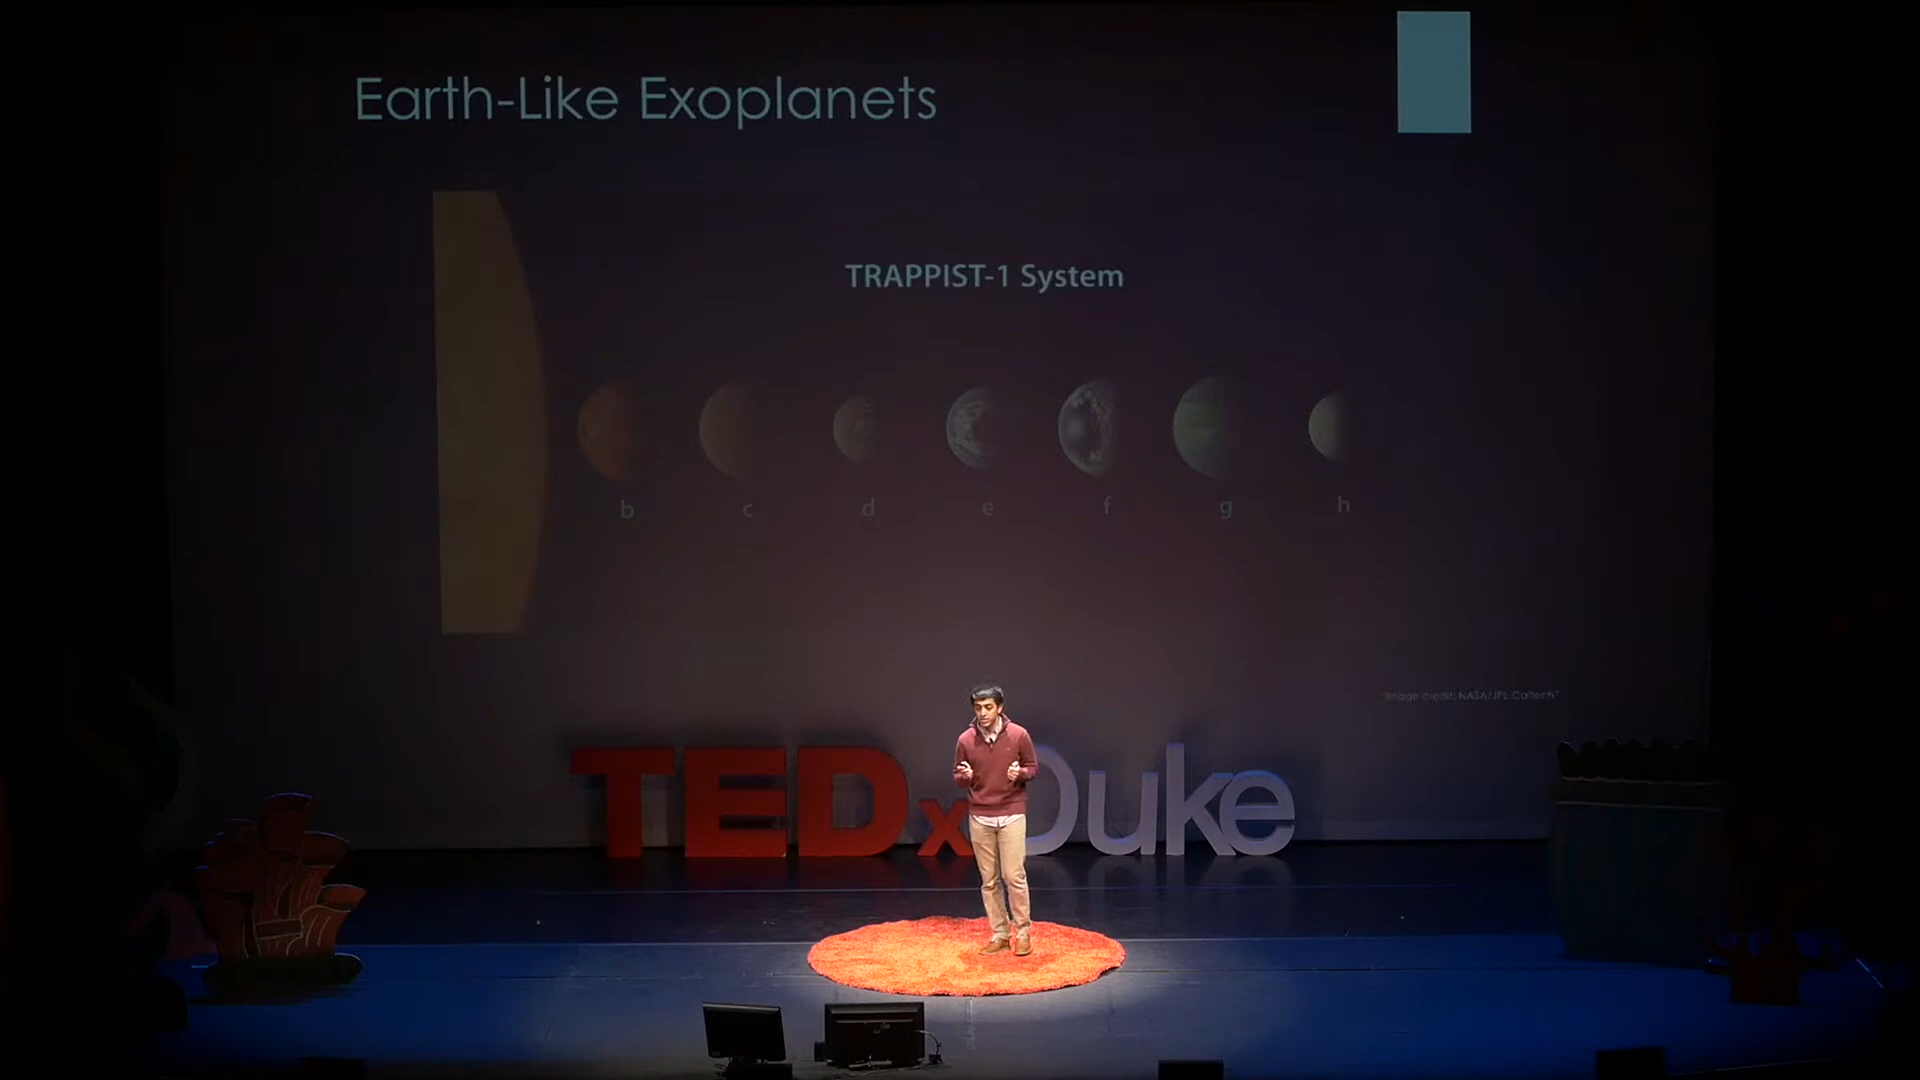 Earth-Like Exoplanets
TRAPPIST-1 System
b c d e f g h
"Image credit: NASA/JPL-Caltech"
TEDxDuke